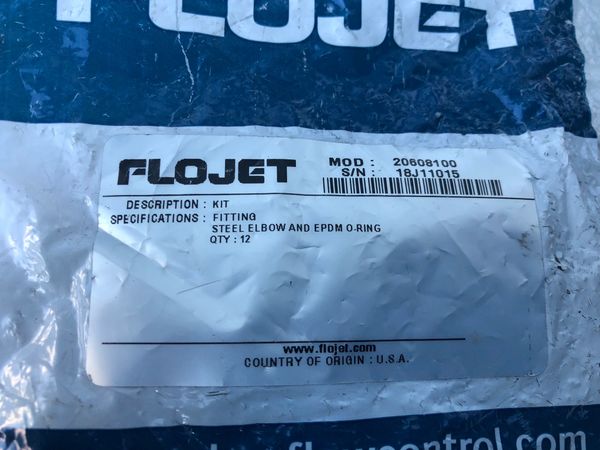 FLOJET
FLOJET
MOD : 20608100
S/N : 18J11015
DESCRIPTION : KIT
SPECIFICATIONS : FITTING
STEEL ELBOW AND EPDM O-RING
QTY : 12
www.flojet.com
COUNTRY OF ORIGIN : U.S.A.